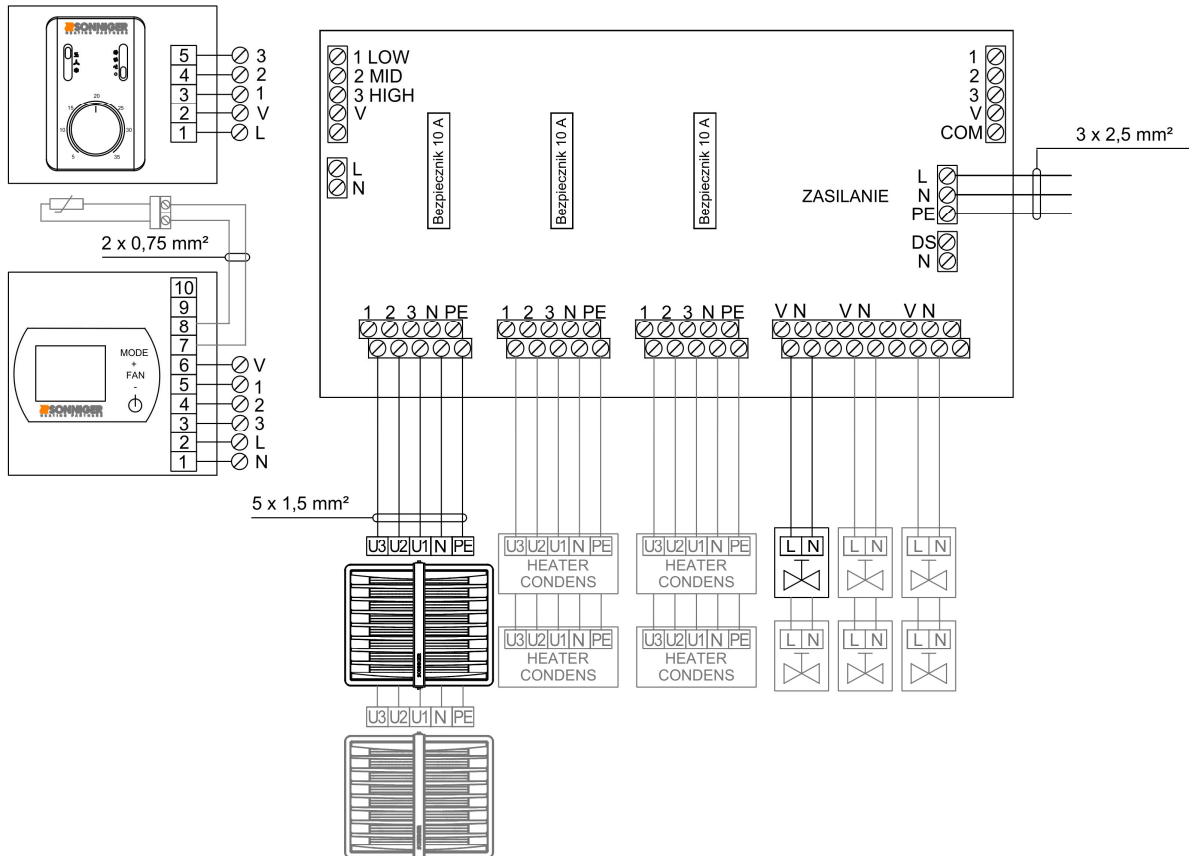 SONNIGER
HEATING PARTNERS
20
15
25
10
30
5
35
5
3
4
2
3
1
2
V
1
L
2 x 0,75 mm²
10
9
8
7
6
V
5
1
4
2
3
3
2
L
1
N
MODE
+
FAN
-
SONNIGER
HEATING PARTNERS
1 LOW
2 MID
3 HIGH
V
L
N
Bezpiecznik 10 A
Bezpiecznik 10 A
Bezpiecznik 10 A
1
2
3
V
COM
ZASILANIE
L
N
PE
DS
N
3 x 2,5 mm²
1 2 3 N PE
1 2 3 N PE
1 2 3 N PE
V N V N V N
5 x 1,5 mm²
U3 U2 U1 N PE
SONNIGER
U3 U2 U1 N PE
SONNIGER
U3 U2 U1 N PE
HEATER
CONDENS
U3 U2 U1 N PE
HEATER
CONDENS
U3 U2 U1 N PE
HEATER
CONDENS
U3 U2 U1 N PE
HEATER
CONDENS
L N
L N
L N
L N
L N
L N